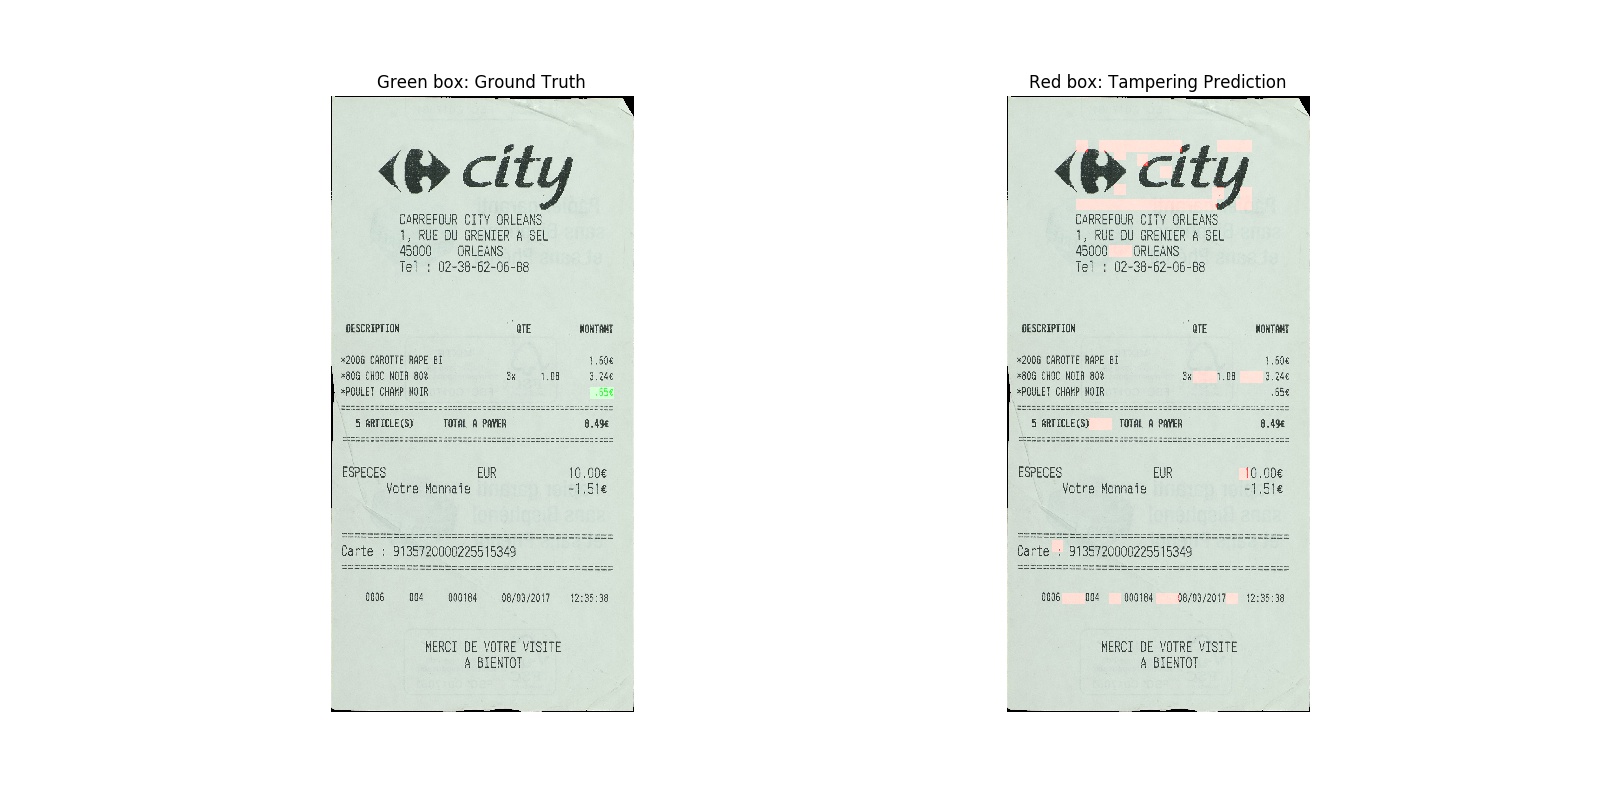 Green box: Ground Truth
city
CARREFOUR CITY ORLEANS
1, RUE DU GRENIER A SEL
45000 ORLEANS
Tel : 02-38-62-06-88
DESCRIPTION QTE MONTANT
*200G CAROTTE RAPE BI 1.60€
*80G CHOC NOIR 80% 3x 1.08 3.24€
*POULET CHAMP NOIR .65€
5 ARTICLE(S) TOTAL A PAYER 8.49€
ESPECES EUR 10.00€
Votre Monnaie -1.51€
Carte : 9135720000225515349
0006 004 000184 08/03/2017 12:35:38
MERCI DE VOTRE VISITE
A BIENTOT
Red box: Tampering Prediction
city
CARREFOUR CITY ORLEANS
1, RUE DU GRENIER A SEL
45000 ORLEANS
Tel : 02-38-62-06-88
DESCRIPTION QTE MONTANT
*200G CAROTTE RAPE BI 1.60€
*80G CHOC NOIR 80% 3x 1.08 3.24€
*POULET CHAMP NOIR .65€
5 ARTICLE(S) TOTAL A PAYER 8.49€
ESPECES EUR 10.00€
Votre Monnaie -1.51€
Carte : 9135720000225515349
0006 004 000184 08/03/2017 12:35:38
MERCI DE VOTRE VISITE
A BIENTOT